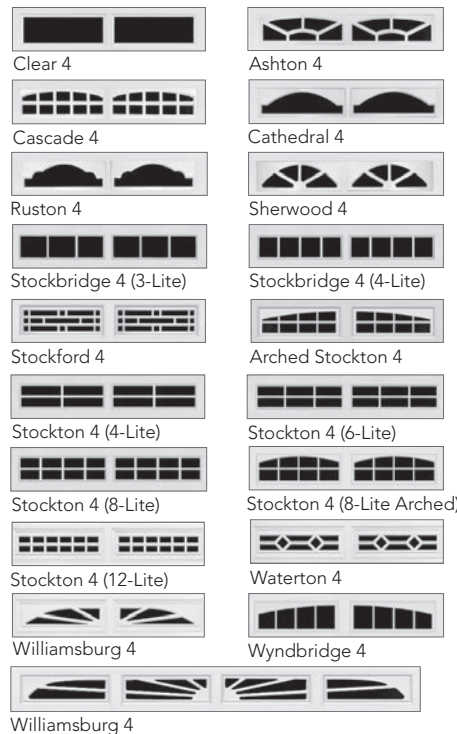 Clear 4
Ashton 4
Cascade 4
Cathedral 4
Ruston 4
Sherwood 4
Stockbridge 4 (3-Lite)
Stockbridge 4 (4-Lite)
Stockford 4
Arched Stockton 4
Stockton 4 (4-Lite)
Stockton 4 (6-Lite)
Stockton 4 (8-Lite)
Stockton 4 (8-Lite Arched)
Stockton 4 (12-Lite)
Waterton 4
Williamsburg 4
Wyndbridge 4
Williamsburg 4